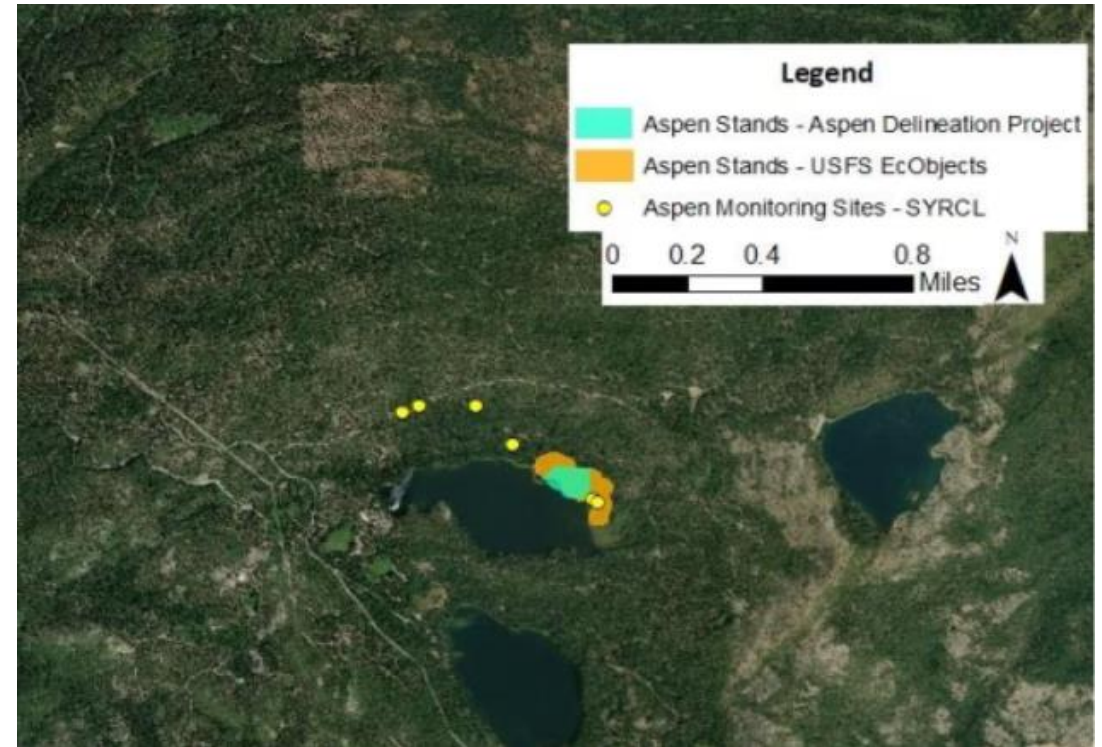 Legend
Aspen Stands - Aspen Delineation Project
Aspen Stands - USFS EcObjects
Aspen Monitoring Sites - SYRCL
N
0 0.2 0.4 0.8
Miles